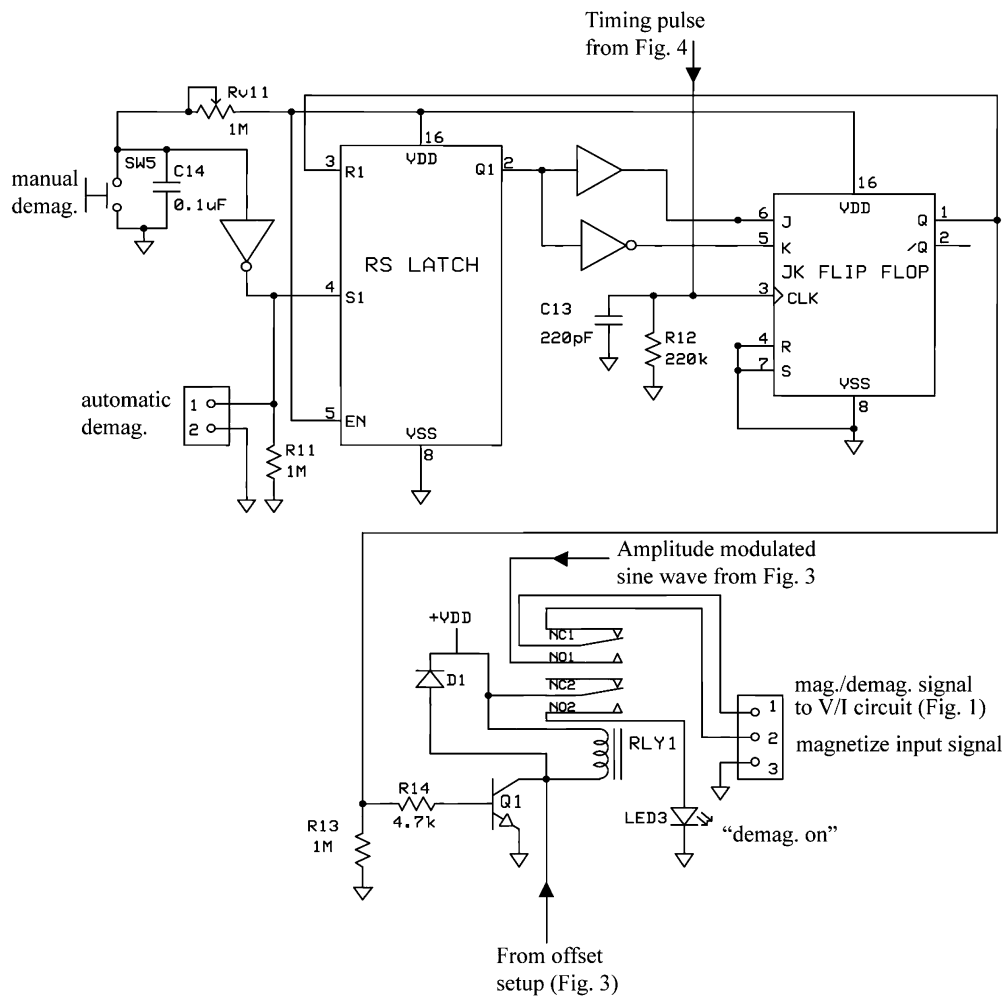 Timing pulse
from Fig. 4
Rv11
1M
16
VDD
SW5
C14
0.1uF
manual
demag.
3
R1
Q1
2
16
VDD
6
J
Q
1
5
K
/Q
2
RS LATCH
JK FLIP FLOP
4
S1
3
CLK
C13
220pF
R12
220k
4
R
7
S
VSS
8
automatic
demag.
1
2
5
EN
VSS
8
R11
1M
Amplitude modulated
sine wave from Fig. 3
+VDD
NC1
NO1
D1
NC2
NO2
mag./demag. signal
to V/I circuit (Fig. 1)
magnetize input signal
1
2
3
RLY1
R14
4.7k
Q1
R13
1M
LED3
“demag. on”
From offset
setup (Fig. 3)